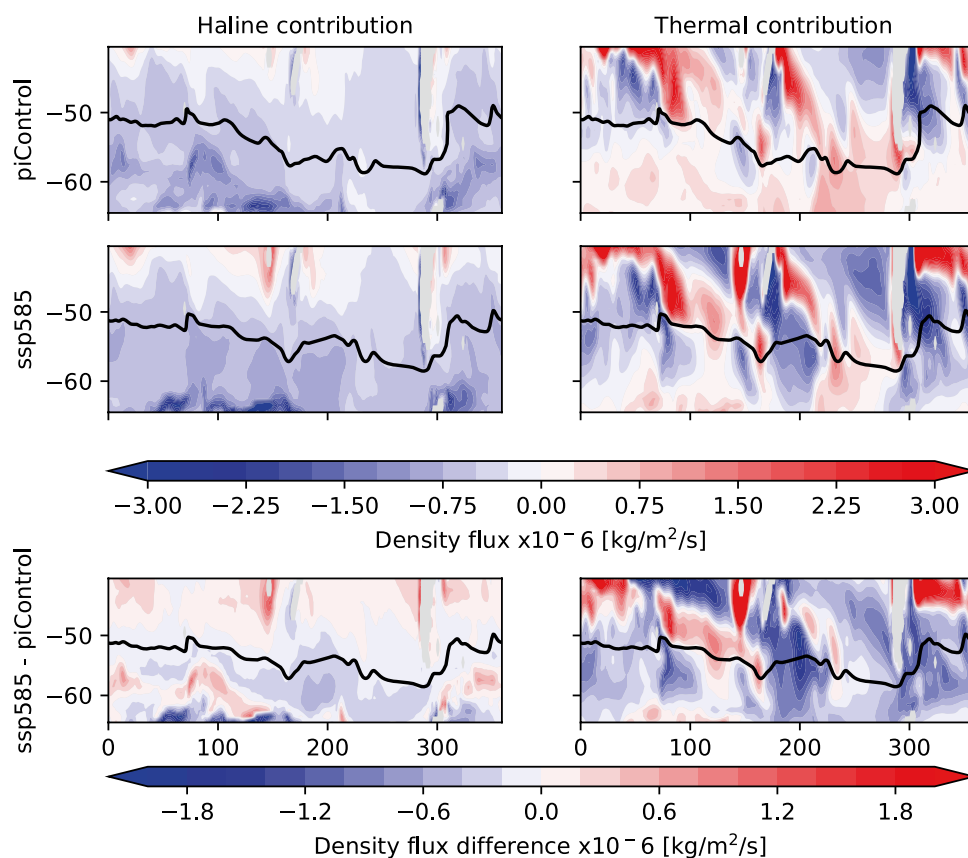 Haline contribution Thermal contribution
piControl
−50
−60
ssp585
−50
−60
−3.00 −2.25 −1.50 −0.75 0.00 0.75 1.50 2.25 3.00
Density flux x10⁻⁶ [kg/m²/s]
ssp585 - piControl
−50
−60
0 100 200 300 0 100 200 300
−1.8 −1.2 −0.6 0.0 0.6 1.2 1.8
Density flux difference x10⁻⁶ [kg/m²/s]